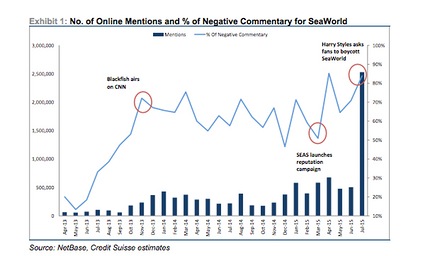 Exhibit 1: No. of Online Mentions and % of Negative Commentary for SeaWorld
Mentions % Of Negative Commentary
3,000,000
2,500,000
2,000,000
1,500,000
1,000,000
500,000
0
100%
90%
80%
70%
60%
50%
40%
30%
20%
10%
Blackfish airs
on CNN
Harry Styles asks
fans to boycott
SeaWorld
SEAS launches
reputation
campaign
Apr-13
May-13
Jun-13
Jul-13
Aug-13
Sep-13
Oct-13
Nov-13
Dec-13
Jan-14
Feb-14
Mar-14
Apr-14
May-14
Jun-14
Jul-14
Aug-14
Sep-14
Oct-14
Nov-14
Dec-14
Jan-15
Feb-15
Mar-15
Apr-15
May-15
Jun-15
Jul-15
Source: NetBase, Credit Suisse estimates